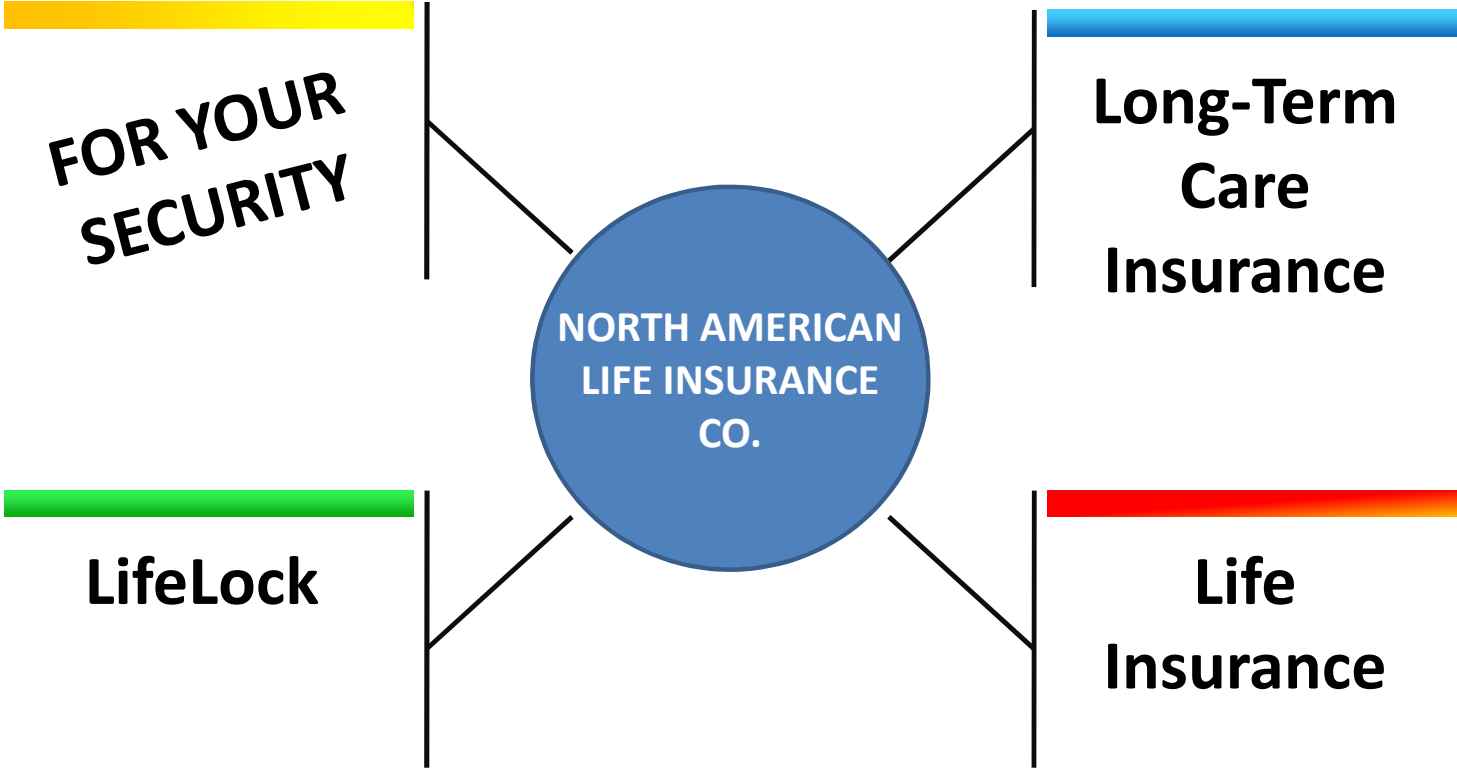 FOR YOUR
SECURITY
Long-Term
Care
Insurance
NORTH AMERICAN
LIFE INSURANCE
CO.
LifeLock
Life
Insurance